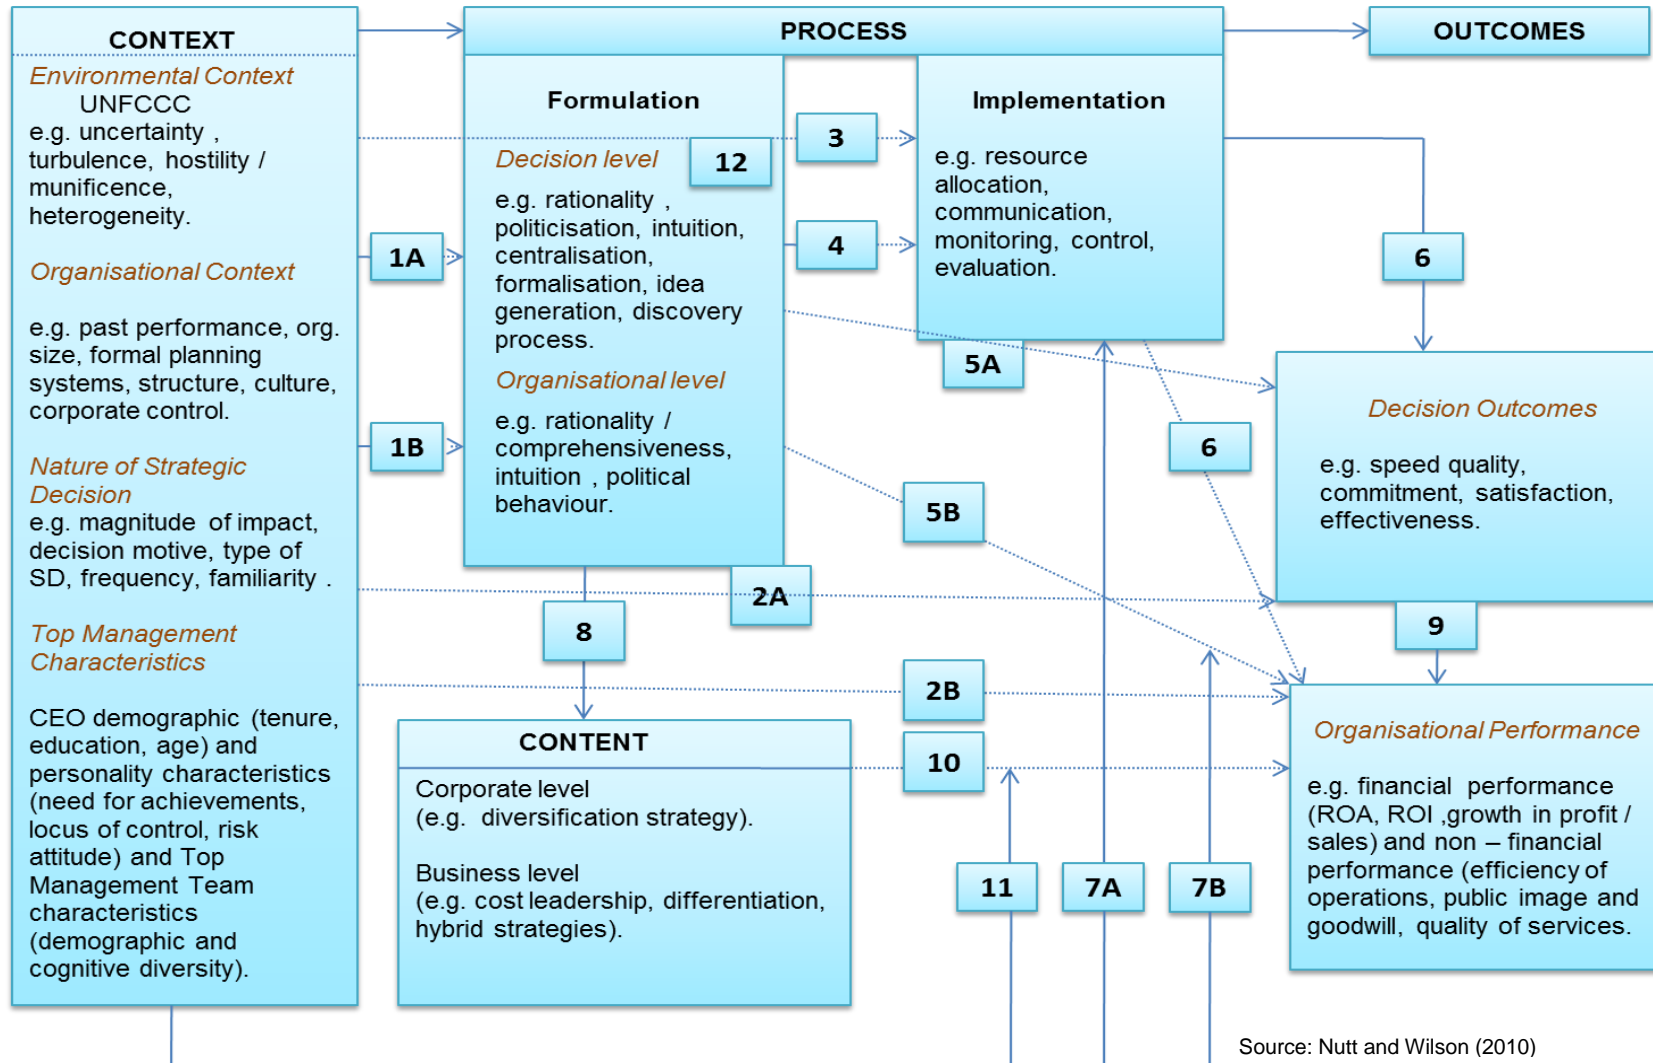 CONTEXT
Environmental Context
UNFCCC
e.g. uncertainty ,
turbulence, hostility /
munificence,
heterogeneity.
Organisational Context
e.g. past performance, org.
size, formal planning
systems, structure, culture,
corporate control.
Nature of Strategic
Decision
e.g. magnitude of impact,
decision motive, type of
SD, frequency, familiarity .
Top Management
Characteristics
CEO demographic (tenure,
education, age) and
personality characteristics
(need for achievements,
locus of control, risk
attitude) and Top
Management Team
characteristics
(demographic and
cognitive diversity).
1A
1B
PROCESS
Formulation
12
Decision level
e.g. rationality ,
politicisation, intuition,
centralisation,
formalisation, idea
generation, discovery
process.
Organisational level
e.g. rationality /
comprehensiveness,
intuition , political
behaviour.
3
4
Implementation
e.g. resource
allocation,
communication,
monitoring, control,
evaluation.
5A
5B
2A
8
2B
10
CONTENT
Corporate level
(e.g. diversification strategy).
Business level
(e.g. cost leadership, differentiation,
hybrid strategies).
11
7A
7B
6
6
OUTCOMES
Decision Outcomes
e.g. speed quality,
commitment, satisfaction,
effectiveness.
9
Organisational Performance
e.g. financial performance
(ROA, ROI ,growth in profit /
sales) and non – financial
performance (efficiency of
operations, public image and
goodwill, quality of services.
Source: Nutt and Wilson (2010)